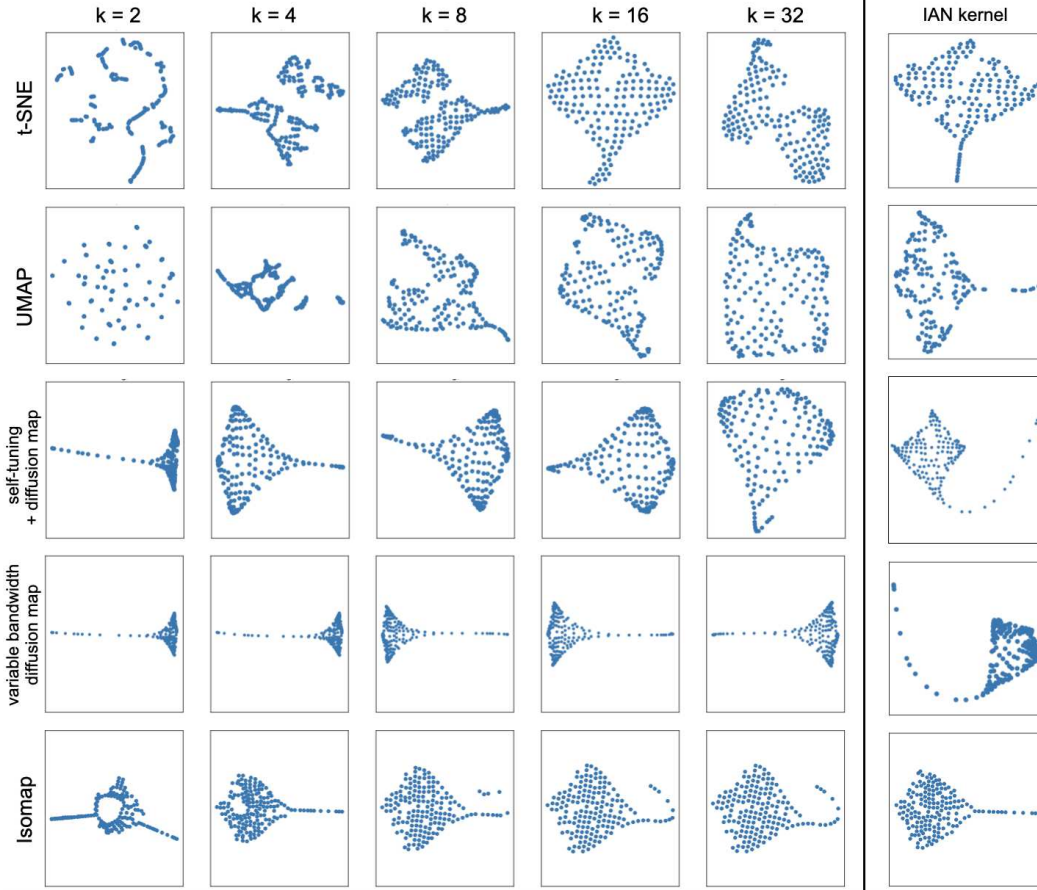 k = 2
k = 4
k = 8
k = 16
k = 32
IAN kernel
t-SNE
UMAP
self-tuning
+ diffusion map
variable bandwidth
diffusion map
Isomap